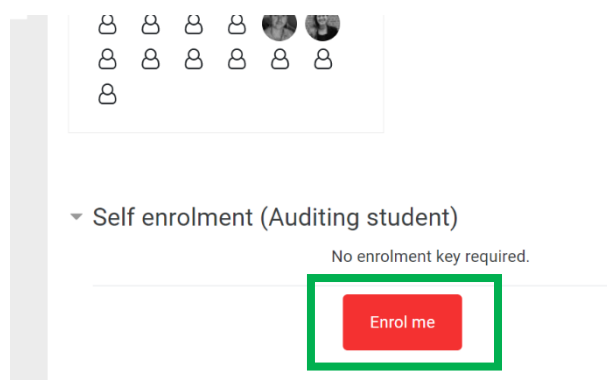 Self enrolment (Auditing student)
No enrolment key required.
Enrol me